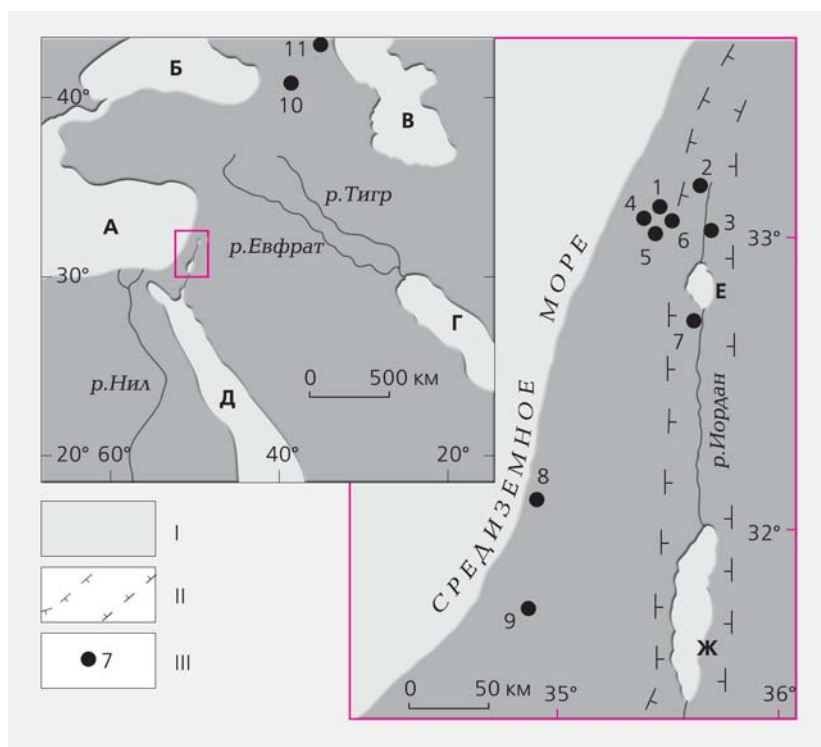 11
Б
10
40°
В
р.Тигр
А
р.Евфрат
30°
Г
0 500 км
р.Нил
Д
20° 60° 40° 20°
I
II
7 III
2
1
4
3
6
5
33°
Е
7
СРЕДИЗЕМНОЕ МОРЕ
р.Иордан
8
32°
9
Ж
0 50 км
35° 36°